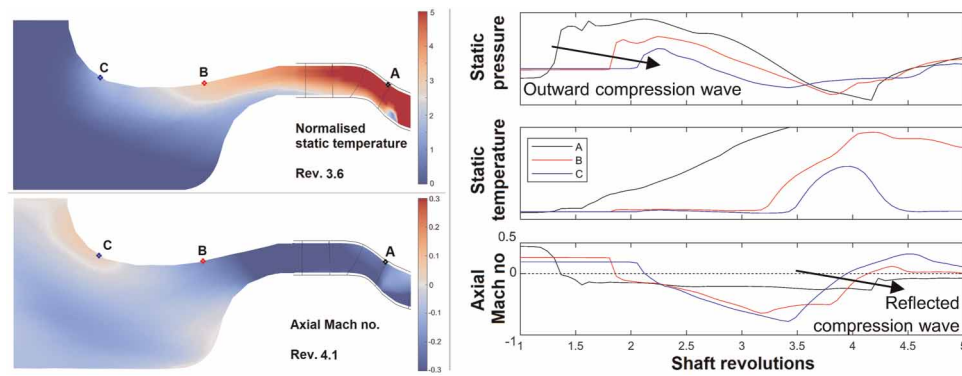 C
B
A
Normalised
static temperature
Rev. 3.6
5
4
3
2
1
0
C
B
A
Axial Mach no.
Rev. 4.1
0.3
0.2
0.1
0
-0.1
-0.2
-0.3
Static
pressure
Outward compression wave
Static
temperature
A
B
C
Axial
Mach no
0.5
0
-1
Reflected
compression wave
1 1.5 2 2.5 3 3.5 4 4.5 5
Shaft revolutions